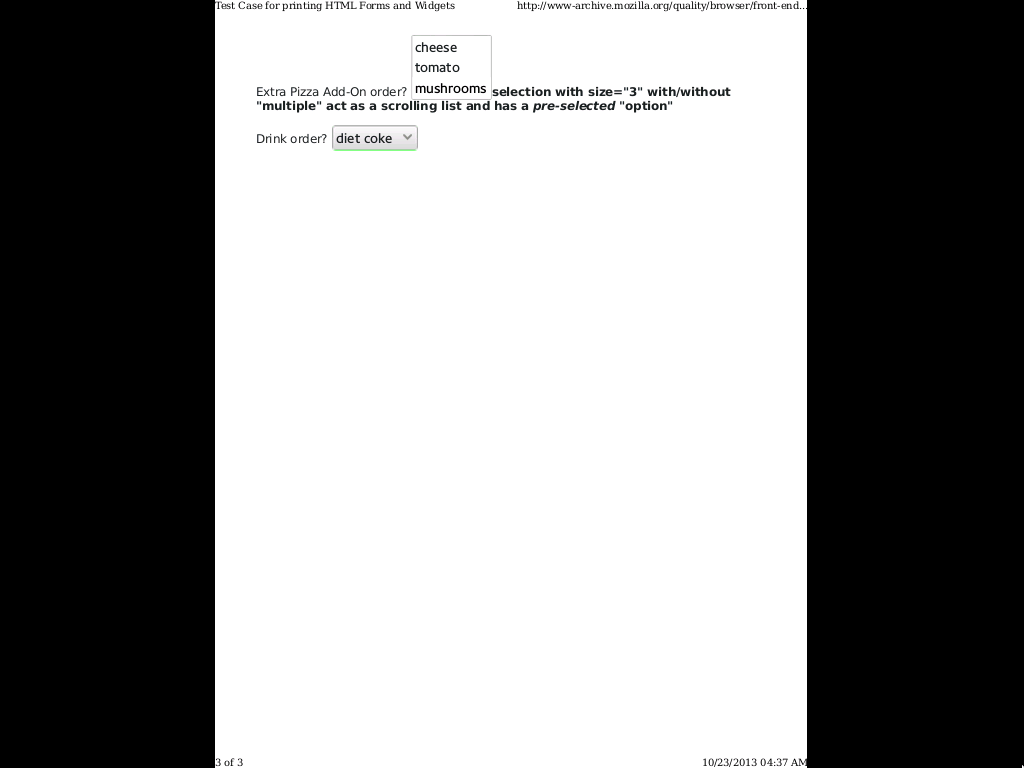 Test Case for printing HTML Forms and Widgets http://www-archive.mozilla.org/quality/browser/front-end...
cheese
tomato
mushrooms
Extra Pizza Add-On order? selection with size="3" with/without
"multiple" act as a scrolling list and has a pre-selected "option"
Drink order? diet coke
3 of 3 10/23/2013 04:37 AM